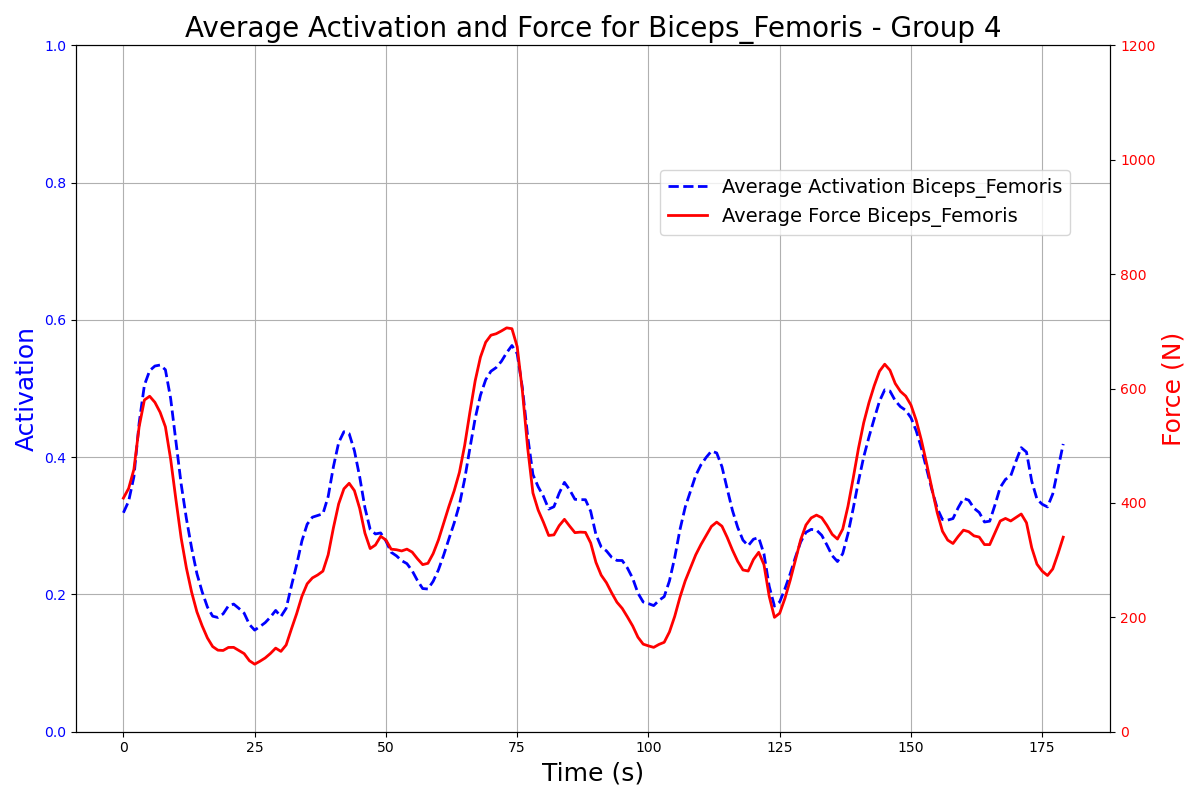 Average Activation and Force for Biceps_Femoris - Group 4
1.0
0.8
0.6
0.4
0.2
0.0
Activation
1200
1000
800
600
400
200
0
Force (N)
Average Activation Biceps_Femoris
Average Force Biceps_Femoris
0 25 50 75 100 125 150 175
Time (s)